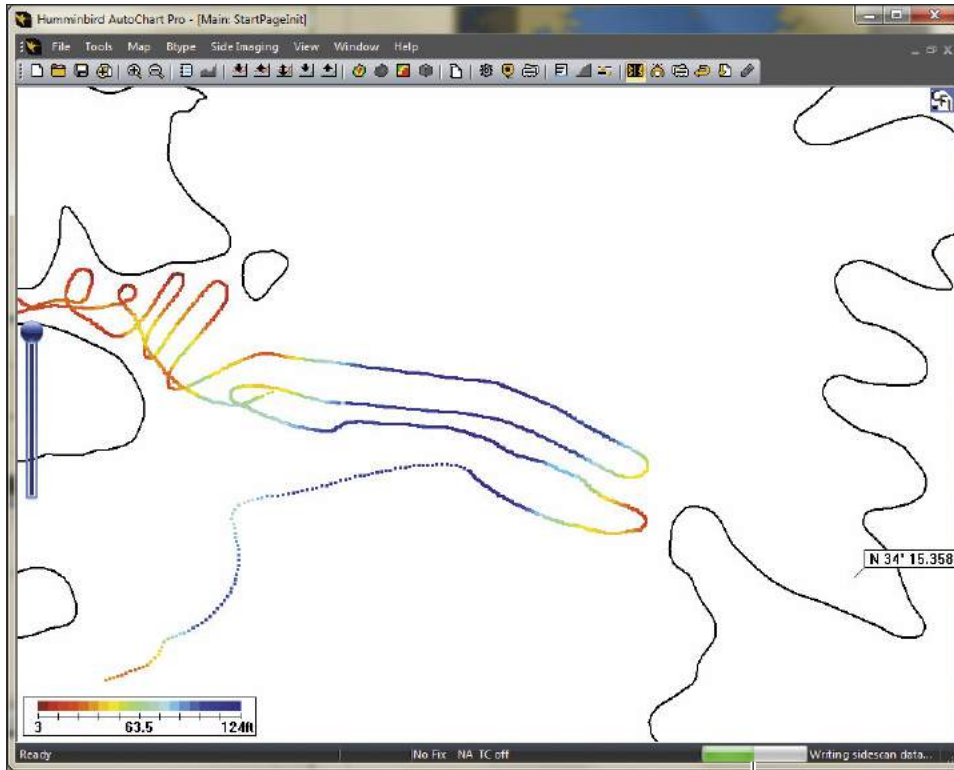 Humminbird AutoChart Pro - [Main: StartPageInit]
File Tools Map Btype Side Imaging View Window Help
N 34° 15.358
3 63.5 124ft
Ready No Fix NA TC off Writing sidescan data...